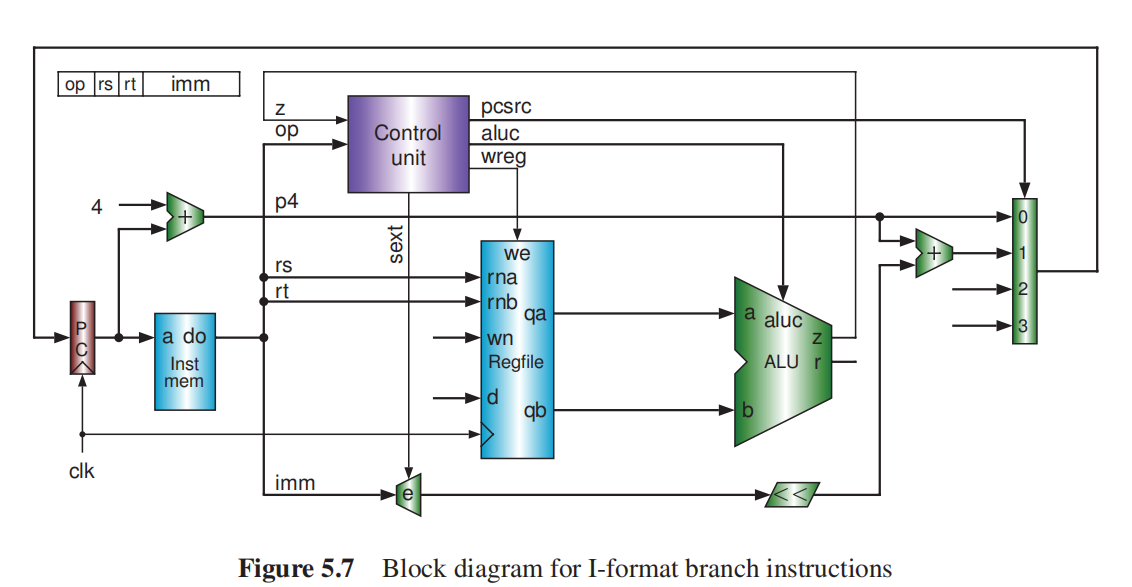 op rs rt imm
z
op
Control
unit
pcsrc
aluc
wreg
4
+
p4
sext
0
+
1
2
3
rs
rt
we
rna
rnb
qa
wn
Regfile
d
qb
P
C
a do
Inst
mem
a aluc
z
ALU r
b
clk
imm
e
<<
Figure 5.7 Block diagram for I-format branch instructions